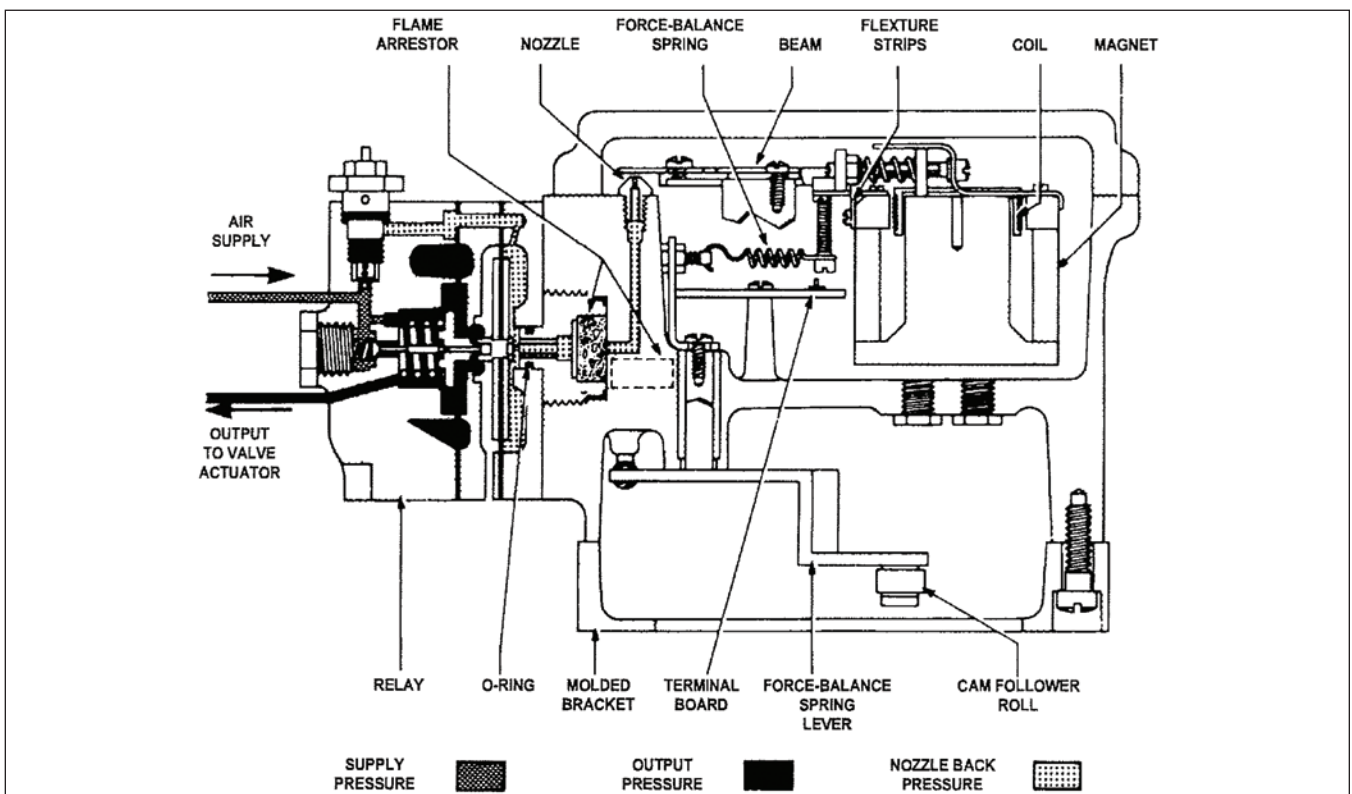 FLAME
ARRESTOR
NOZZLE
FORCE-BALANCE
SPRING
BEAM
FLEXTURE
STRIPS
COIL
MAGNET
AIR
SUPPLY
OUTPUT
TO VALVE
ACTUATOR
RELAY
O-RING
MOLDED
BRACKET
TERMINAL
BOARD
FORCE-BALANCE
SPRING
LEVER
CAM FOLLOWER
ROLL
SUPPLY
PRESSURE
OUTPUT
PRESSURE
NOZZLE BACK
PRESSURE